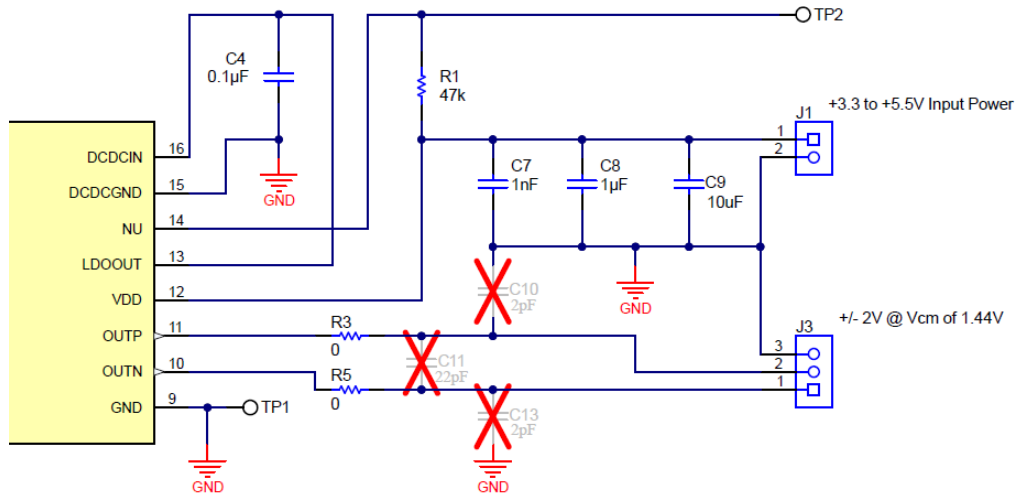 TP2
C4
0.1µF
R1
47k
+3.3 to +5.5V Input Power
J1
1
2
DCDCIN
16
GND
C7
1nF
C8
1µF
C9
10uF
DCDCGND
15
NU
14
LDOOUT
13
VDD
12
C10
2pF
GND
+/- 2V @ Vcm of 1.44V
J3
3
2
1
OUTP
11
R3
0
C11
22pF
OUTN
10
R5
0
C13
2pF
GND
9
TP1
GND
GND